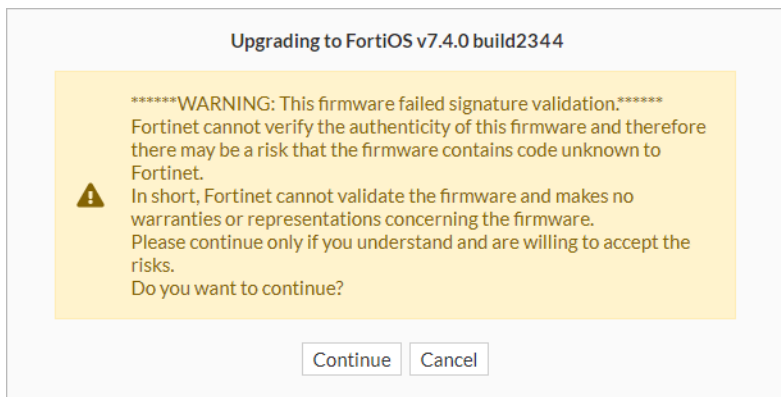 Upgrading to FortiOS v7.4.0 build2344
******WARNING: This firmware failed signature validation.******
Fortinet cannot verify the authenticity of this firmware and therefore
there may be a risk that the firmware contains code unknown to
Fortinet.
In short, Fortinet cannot validate the firmware and makes no
warranties or representations concerning the firmware.
Please continue only if you understand and are willing to accept the
risks.
Do you want to continue?
Continue Cancel